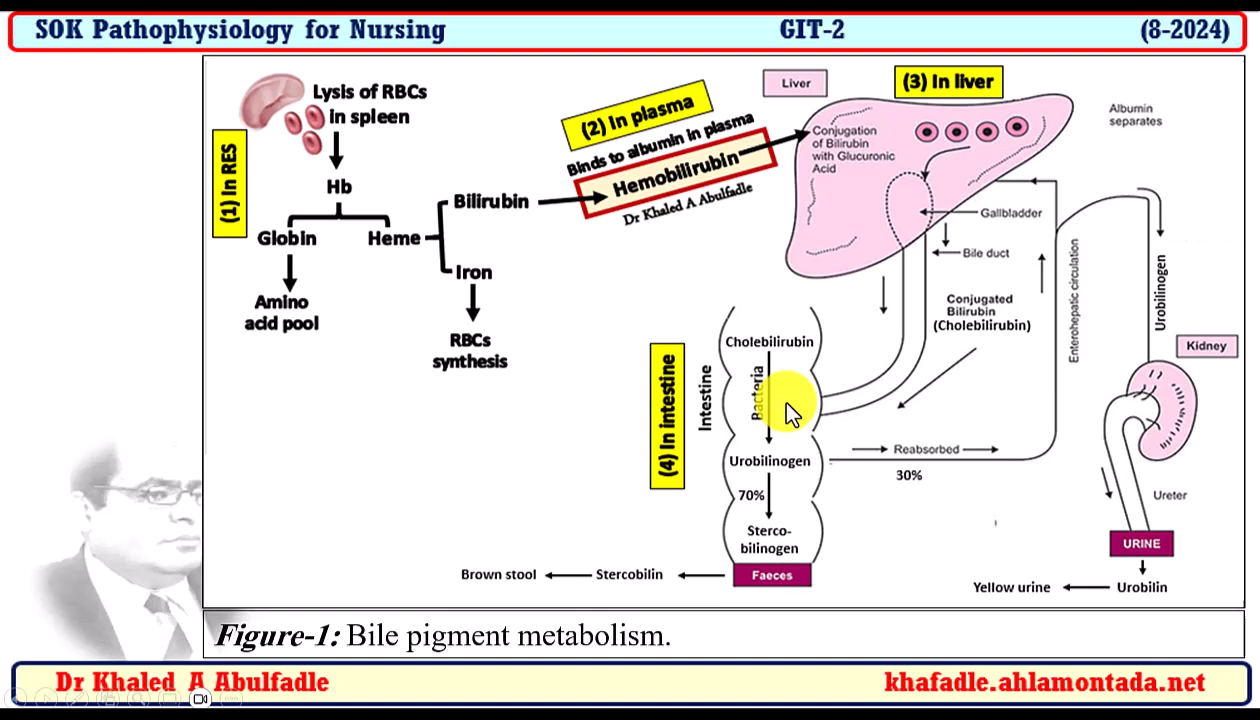 SOK Pathophysiology for Nursing GIT-2 (8-2024)
(1) In RES
Lysis of RBCs
in spleen
Hb
Globin
Heme
Amino
acid pool
Bilirubin
Iron
RBCs
synthesis
(2) In plasma
Binds to albumin in plasma
Hemobilirubin
Dr Khaled A Abulfadle
Liver
(3) In liver
Albumin
separates
Conjugation
of Bilirubin
with Glucuronic
Acid
Gallbladder
Bile duct
Conjugated
Bilirubin
(Cholebilirubin)
Enterohepatic circulation
Urobilinogen
Kidney
(4) In intestine
Intestine
Cholebilirubin
Bacteria
Urobilinogen
Reabsorbed
30%
70%
Sterco-
bilinogen
Faeces
Stercobilin
Brown stool
Ureter
URINE
Urobilin
Yellow urine
Figure-1: Bile pigment metabolism.
Dr Khaled A Abulfadle khafadle.ahlamontada.net